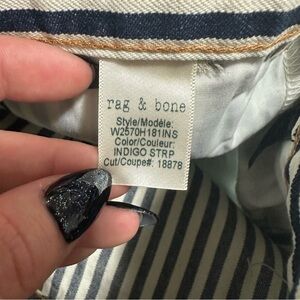 rag & bone
Style/Modèle:
W2570H181INS
Color/Couleur:
INDIGO STRP
Cut/Coupe#: 18878